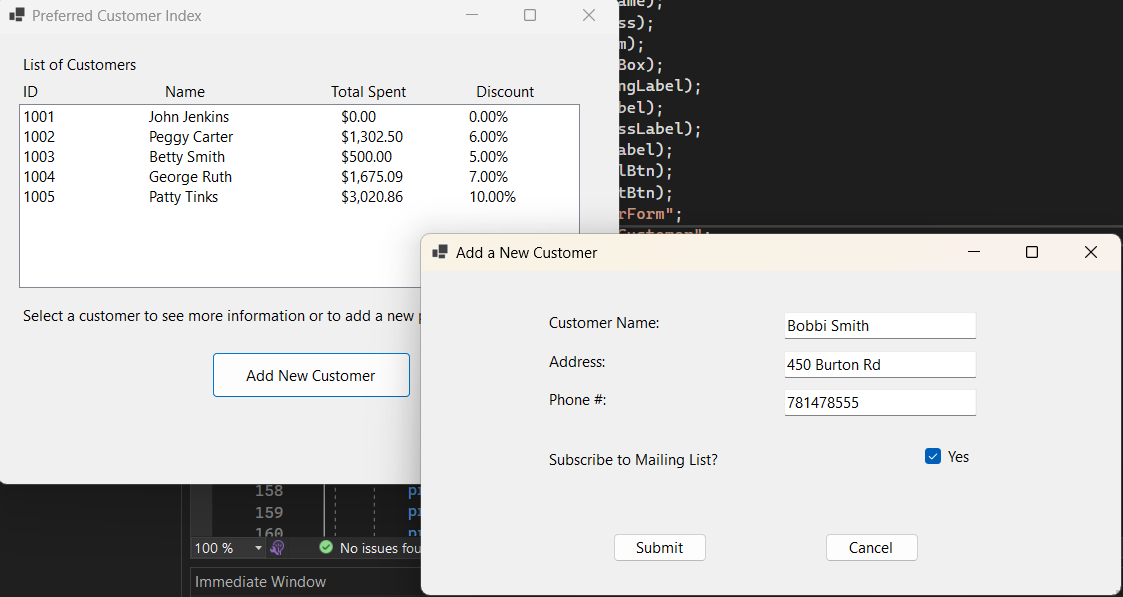 Preferred Customer Index
List of Customers
ID Name Total Spent Discount
1001 John Jenkins $0.00 0.00%
1002 Peggy Carter $1,302.50 6.00%
1003 Betty Smith $500.00 5.00%
1004 George Ruth $1,675.09 7.00%
1005 Patty Tinks $3,020.86 10.00%
Select a customer to see more information or to add a new
Add New Customer
ss);
m);
Box);
ngLabel);
bel);
ssLabel);
abel);
lBtn);
tBtn);
rForm";
Add a New Customer
Customer Name: Bobbi Smith
Address: 450 Burton Rd
Phone #: 781478555
Subscribe to Mailing List? Yes
Submit Cancel
158
159
160
100 % No issues fou
Immediate Window